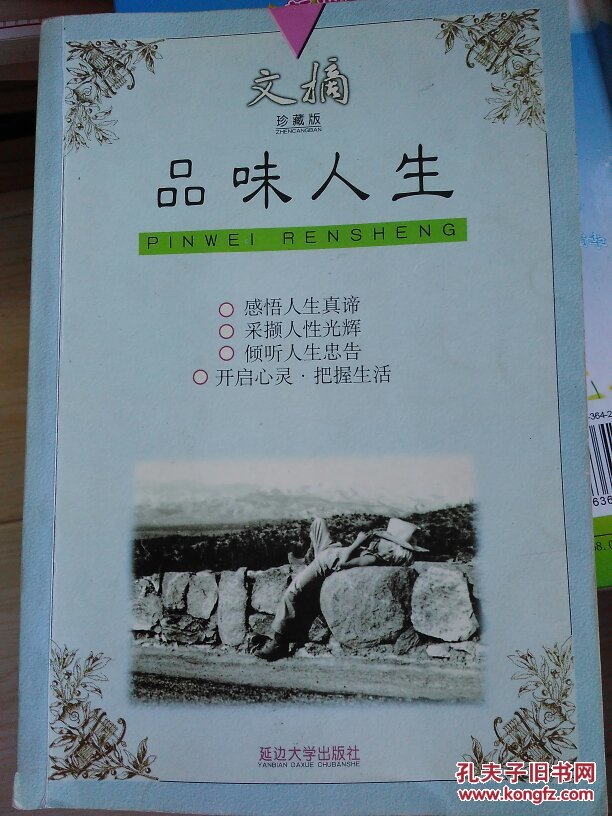 文摘
珍藏版
ZHENCANGBAN
品味人生
PINWEI RENSHENG
感悟人生真谛
采撷人性光辉
倾听人生忠告
开启心灵·把握生活
延边大学出版社
YANBIAN DAXUE CHUBANSHE
364-2
孔夫子旧书网
www.kongfz.com